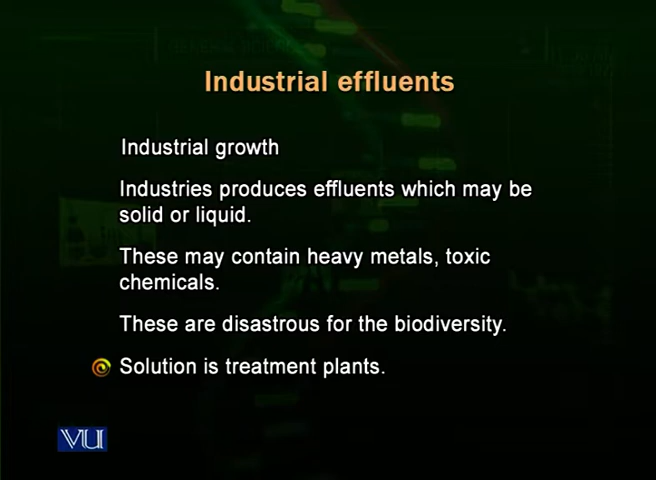 Industrial effluents
Industrial growth
Industries produces effluents which may be
solid or liquid.
These may contain heavy metals, toxic
chemicals.
These are disastrous for the biodiversity.
Solution is treatment plants.
VU